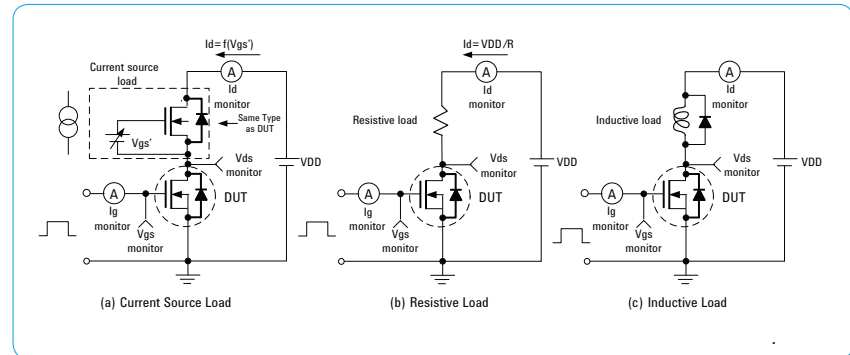 Id=f(Vgs’)
Current source
load
A
Id
monitor
Same Type
as DUT
Vgs’
Vds
monitor
VDD
A
Ig
monitor
DUT
Vgs
monitor
(a) Current Source Load
Id=VDD/R
A
Id
monitor
Resistive load
Vds
monitor
VDD
A
Ig
monitor
DUT
Vgs
monitor
(b) Resistive Load
A
Id
monitor
Inductive load
Vds
monitor
VDD
A
Ig
monitor
DUT
Vgs
monitor
(c) Inductive Load